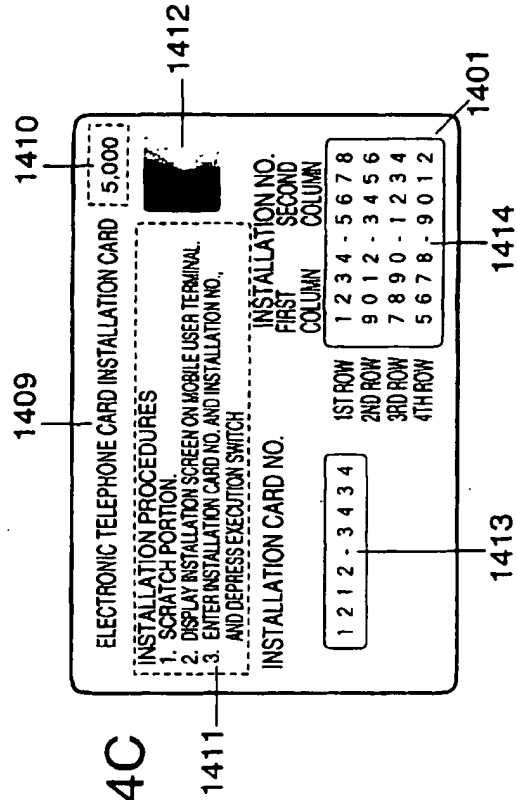 4C
1409
1410
ELECTRONIC TELEPHONE CARD INSTALLATION CARD
5,000
1411
INSTALLATION PROCEDURES
1. SCRATCH PORTION.
2. DISPLAY INSTALLATION SCREEN ON MOBILE USER TERMINAL.
3. ENTER INSTALLATION CARD NO. AND INSTALLATION NO.,
AND DEPRESS EXECUTION SWITCH
1412
INSTALLATION CARD NO.
1212-3434
1413
INSTALLATION NO.
FIRST COLUMN
SECOND COLUMN
1ST ROW 1234-5678
2ND ROW 9012-3456
3RD ROW 7890-1234
4TH ROW 5678-9012
1414
1401